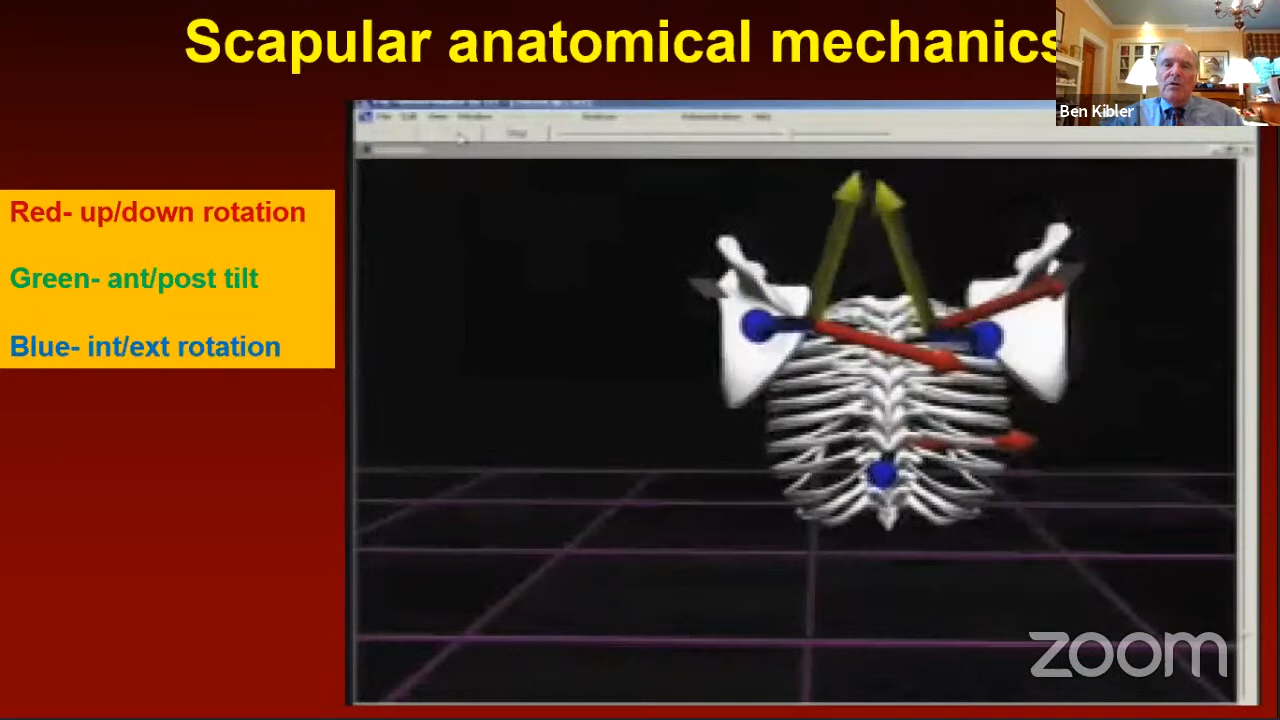 Scapular anatomical mechanics
Ben Kibler
Red- up/down rotation
Green- ant/post tilt
Blue- int/ext rotation
zoom